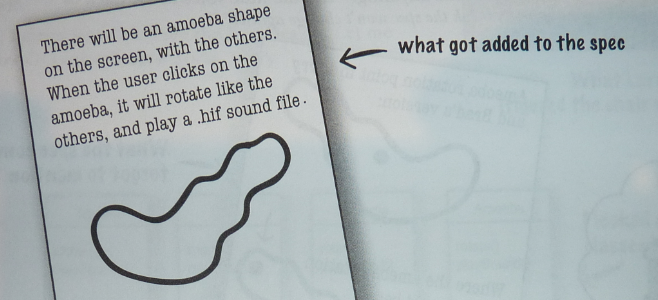 There will be an amoeba shape
on the screen, with the others.
When the user clicks on the
amoeba, it will rotate like the
others, and play a .hif sound file.
what got added to the spec